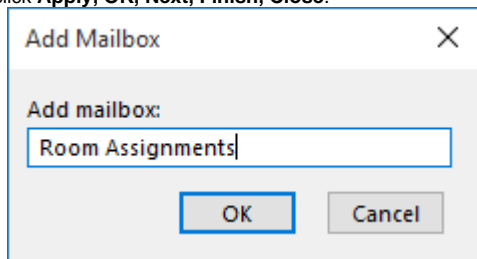 Apply, OK, Next, Finish, Close.
Add Mailbox
Add mailbox:
Room Assignments
OK
Cancel